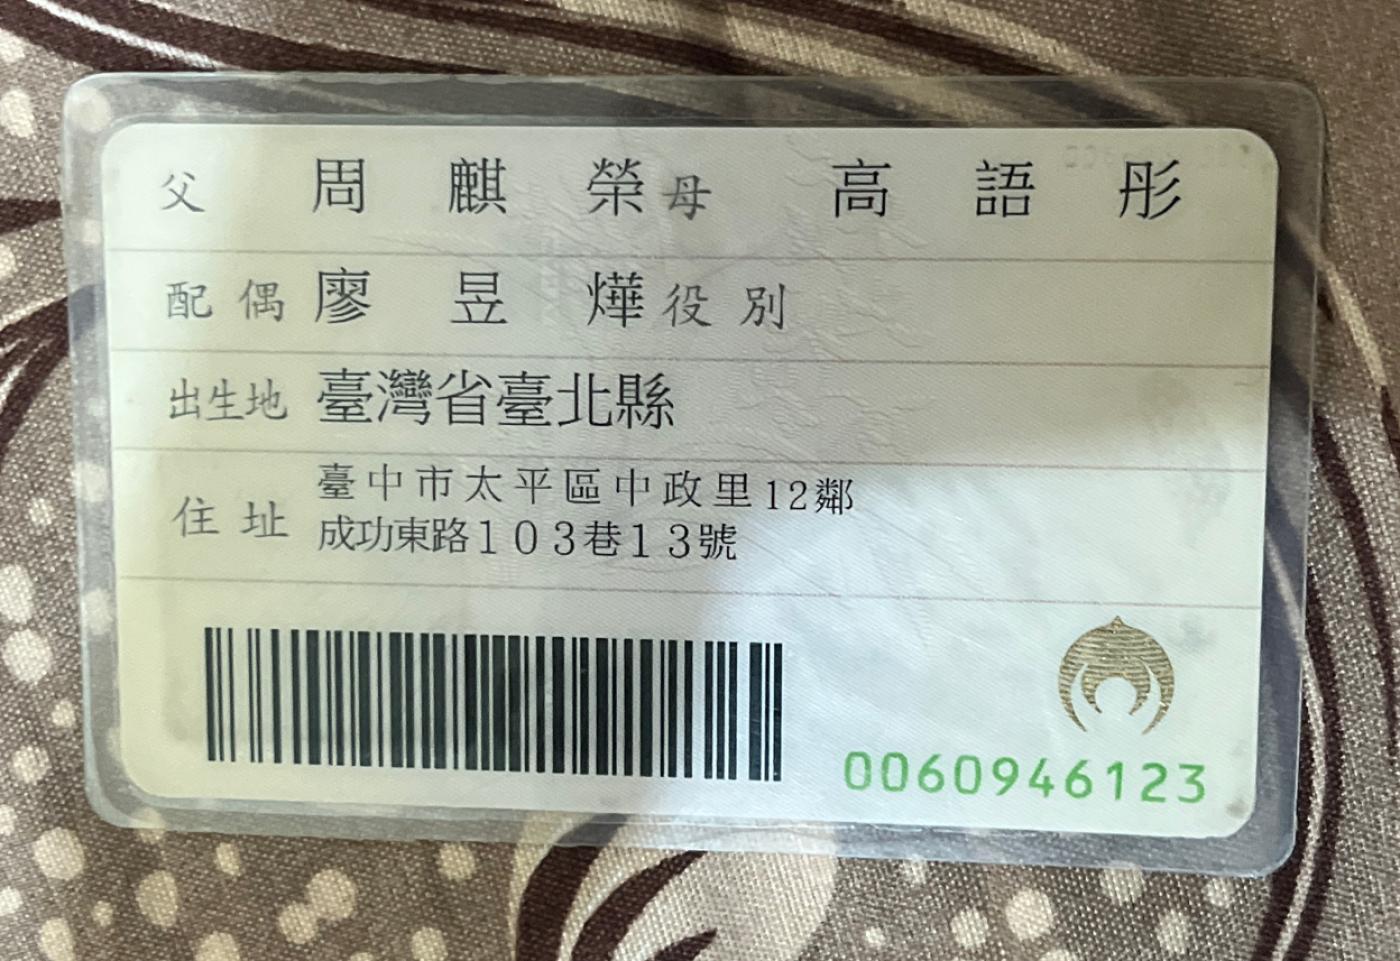 父 周麒榮 母 高語彤
配偶 廖昱燁 役別
出生地 臺灣省臺北縣
住址 臺中市太平區中政里12鄰
成功東路103巷13號
0060946123